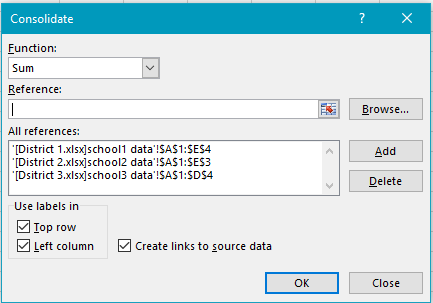 Consolidate
?
Function:
Sum
Reference:
Browse...
All references:
'[District 1.xlsx]school1 data'!$A$1:$E$4
'[District 2.xlsx]school2 data'!$A$1:$E$3
'[Dsitrict 3.xlsx]school3 data'!$A$1:$D$4
Add
Delete
Use labels in
Top row
Left column
Create links to source data
OK
Close